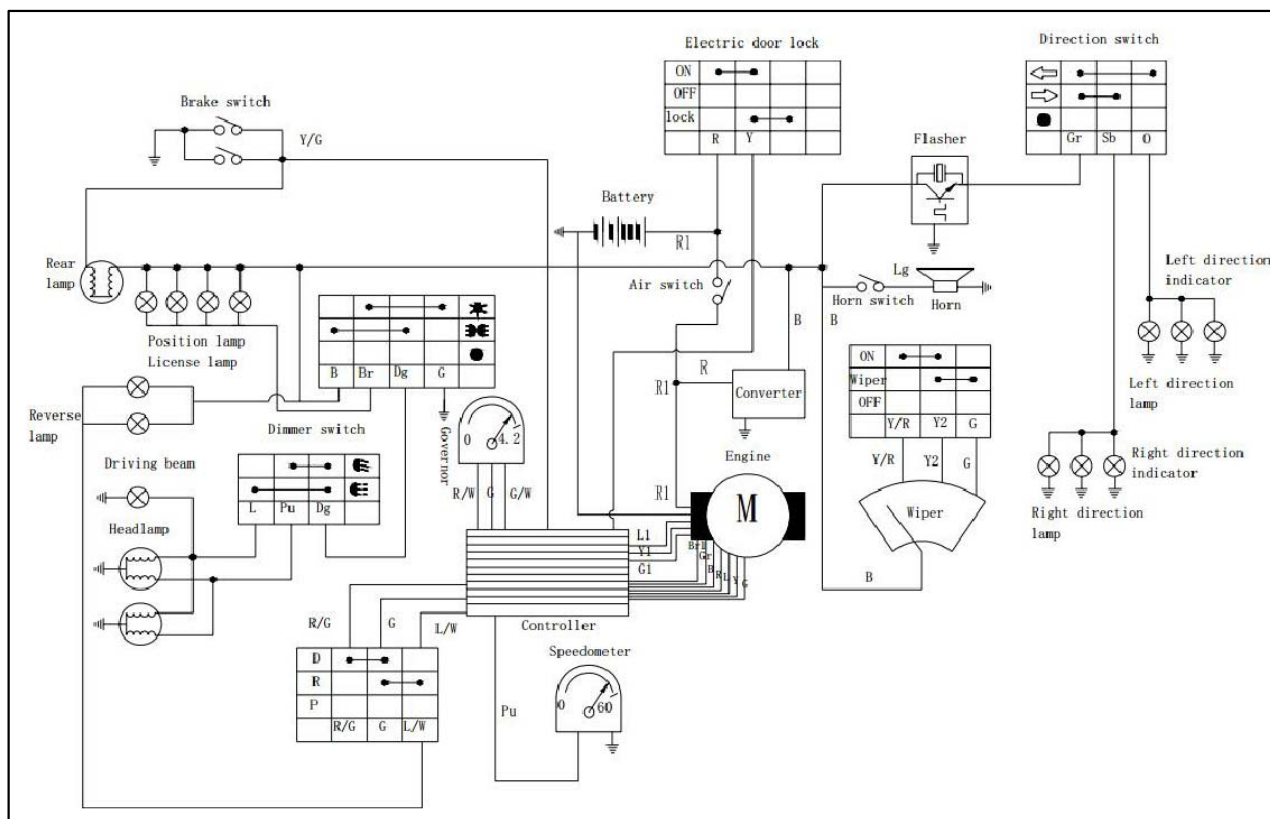 Electric door lock
ON
OFF
lock
R Y
Direction switch
Gr Sb O
Brake switch
Y/G
Flasher
Battery
R1
Rear
lamp
Air switch
Lg
Horn switch
Horn
Left direction
indicator
Left direction
lamp
Position lamp
License lamp
B Br Dg G
B
B
R
R1
Converter
ON
Wiper
OFF
Y/R Y2 G
Y/R Y2 G
Wiper
B
Reverse
lamp
Dimmer switch
0 4.2
Governor
R/W G G/W
Engine
M
R1
Right direction
indicator
Right direction
lamp
Driving beam
L Pu Dg
Headlamp
L1
Y1
G1
Br1
Gr
B
R
L
Y
G
Controller
R/G G L/W
Speedometer
0 60
Pu
D
R
P
R/G G L/W